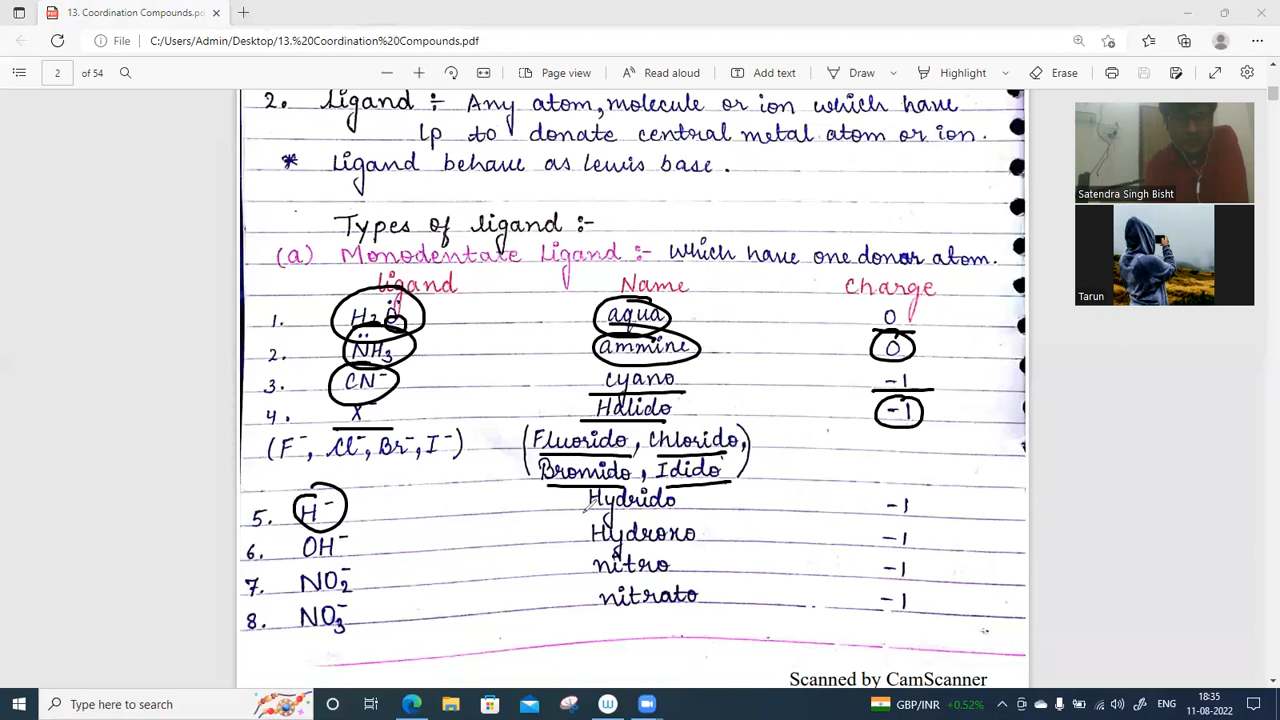 13. Coordination Compounds.pdf
File C:/Users/Admin/Desktop/13.%20Coordination%20Compounds.pdf
2 of 54 Page view Read aloud Add text Draw Highlight Erase
2. Ligand :- Any atom, molecule or ion which have
lp to donate central metal atom or ion.
* Ligand behave as lewis base.
Types of ligand :-
(a) Monodentate Ligand :- which have one donar atom.
Ligand Name Charge
1. H2O aqua 0
2. NH3 ammine 0
3. CN- cyano -1
4. X- Halido -1
(F-, Cl-, Br-, I-) (Fluorido, Chlorido,
Bromido, Idido)
5. H- Hydrido -1
6. OH- Hydroxo -1
7. NO2- nitro -1
8. NO3- nitrato -1
Scanned by CamScanner
Satendra Singh Bisht
Tarun
Type here to search
GBP/INR +0.52% ENG 18:35
11-08-2022